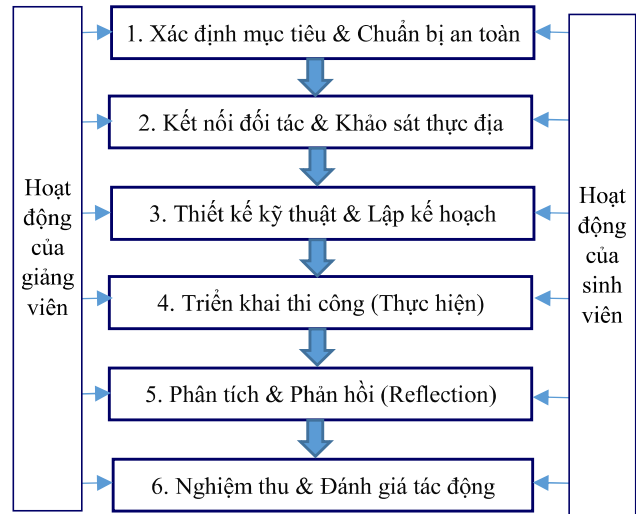 1. Xác định mục tiêu & Chuẩn bị an toàn
2. Kết nối đối tác & Khảo sát thực địa
3. Thiết kế kỹ thuật & Lập kế hoạch
4. Triển khai thi công (Thực hiện)
5. Phân tích & Phản hồi (Reflection)
6. Nghiệm thu & Đánh giá tác động
Hoạt
động
của
giảng
viên
Hoạt
động
của
sinh
viên